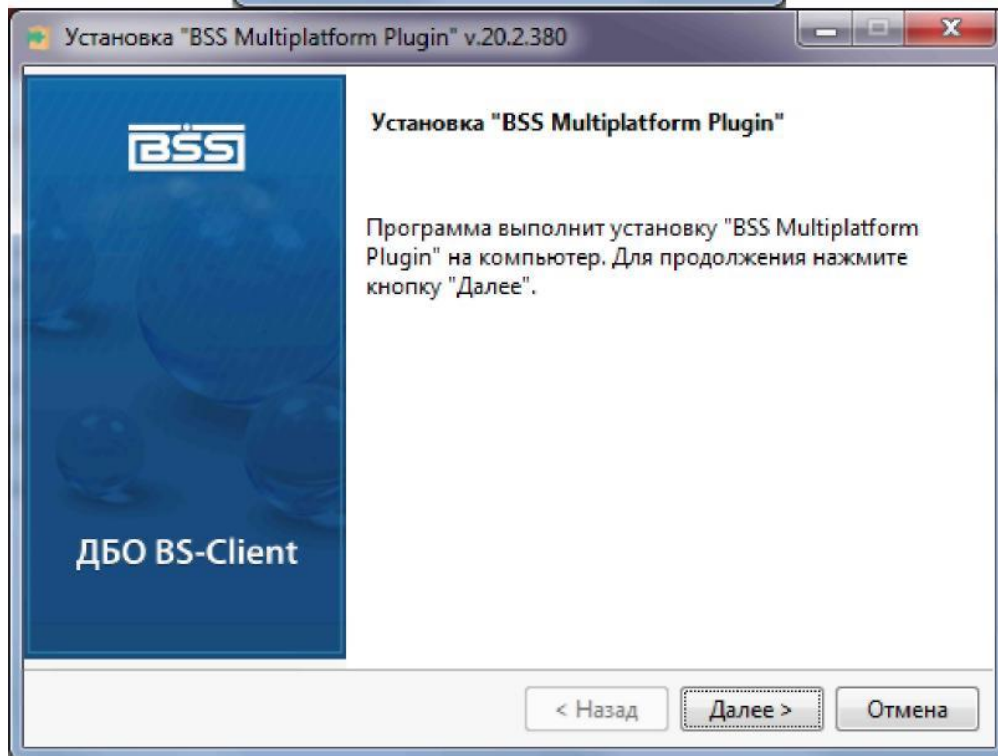 Установка "BSS Multiplatform Plugin" v.20.2.380
BSS
Установка "BSS Multiplatform Plugin"
Программа выполнит установку "BSS Multiplatform
Plugin" на компьютер. Для продолжения нажмите
кнопку "Далее".
ДБО BS-Client
< Назад
Далее >
Отмена